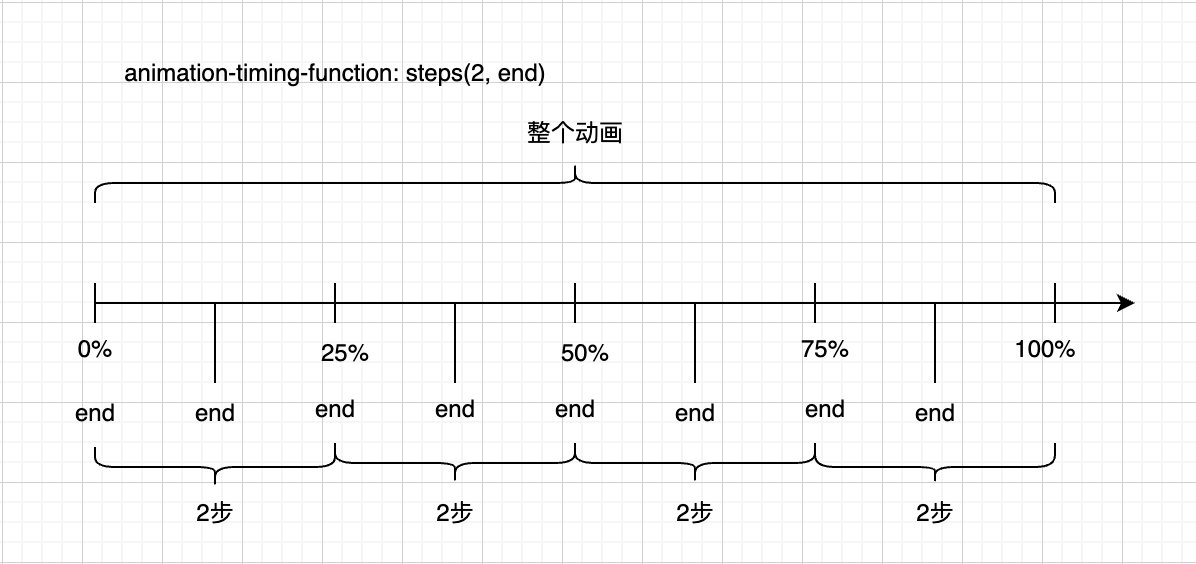 animation-timing-function: steps(2, end)
整个动画
0% 25% 50% 75% 100%
end end end end end end end end
2步 2步 2步 2步